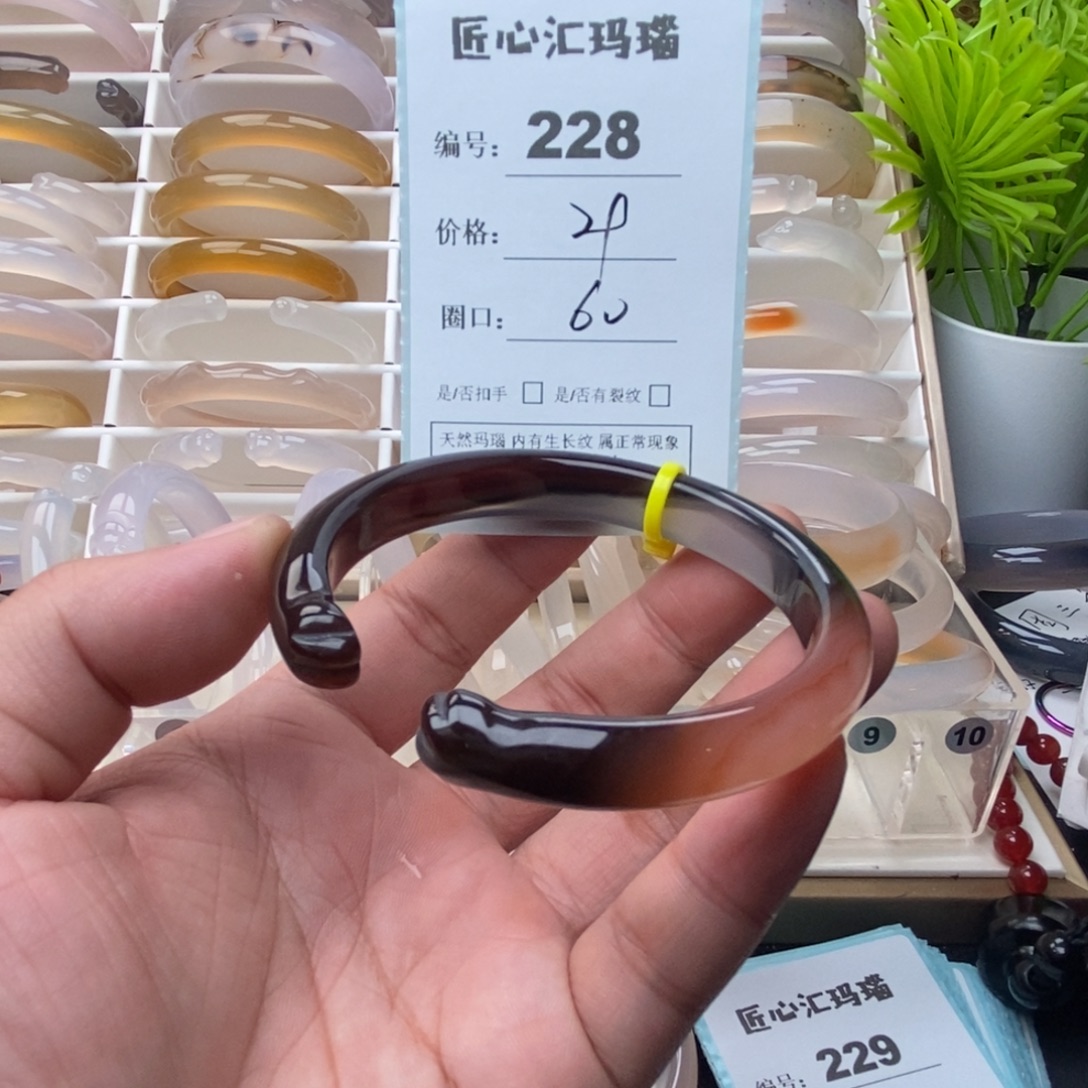 匠心汇玛瑙
编号: 228
价格:
圈口: 60
是/否扣手 □ 是/否有裂纹 □
天然玛瑙 内有生长纹 属正常现象
9
10
匠心汇玛瑙
编号: 229